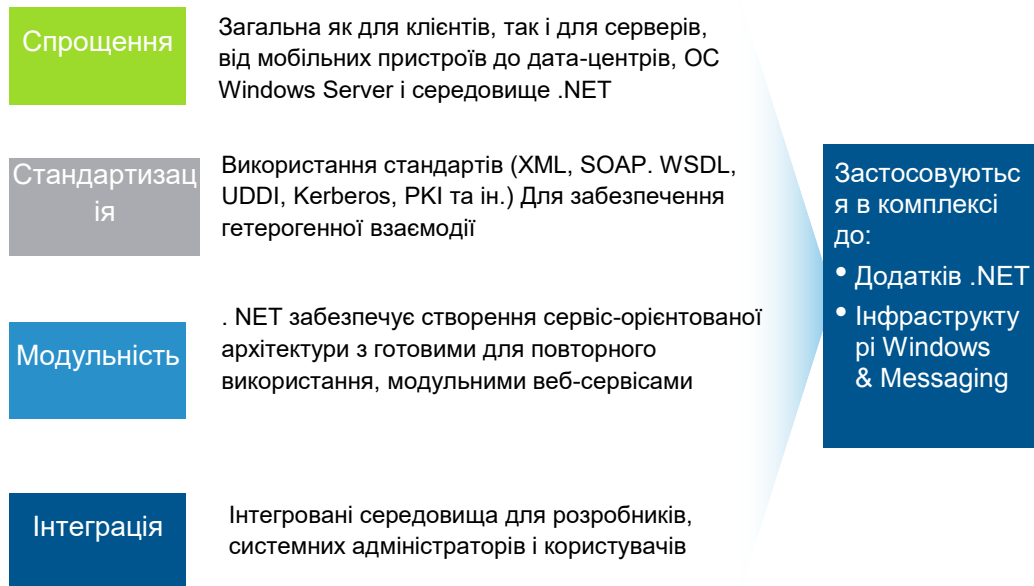 Спрощення
Загальна як для клієнтів, так і для серверів,
від мобільних пристроїв до дата-центрів, ОС
Windows Server і середовище .NET
Стандартизац
ія
Використання стандартів (XML, SOAP. WSDL,
UDDI, Kerberos, PKI та ін.) Для забезпечення
гетерогенної взаємодії
Модульність
. NET забезпечує створення сервіс-орієнтованої
архітектури з готовими для повторного
використання, модульними веб-сервісами
Інтеграція
Інтегровані середовища для розробників,
системних адміністраторів і користувачів
Застосовуютьс
я в комплексі
до:
• Додатків .NET
• Інфраструкту
рі Windows
& Messaging